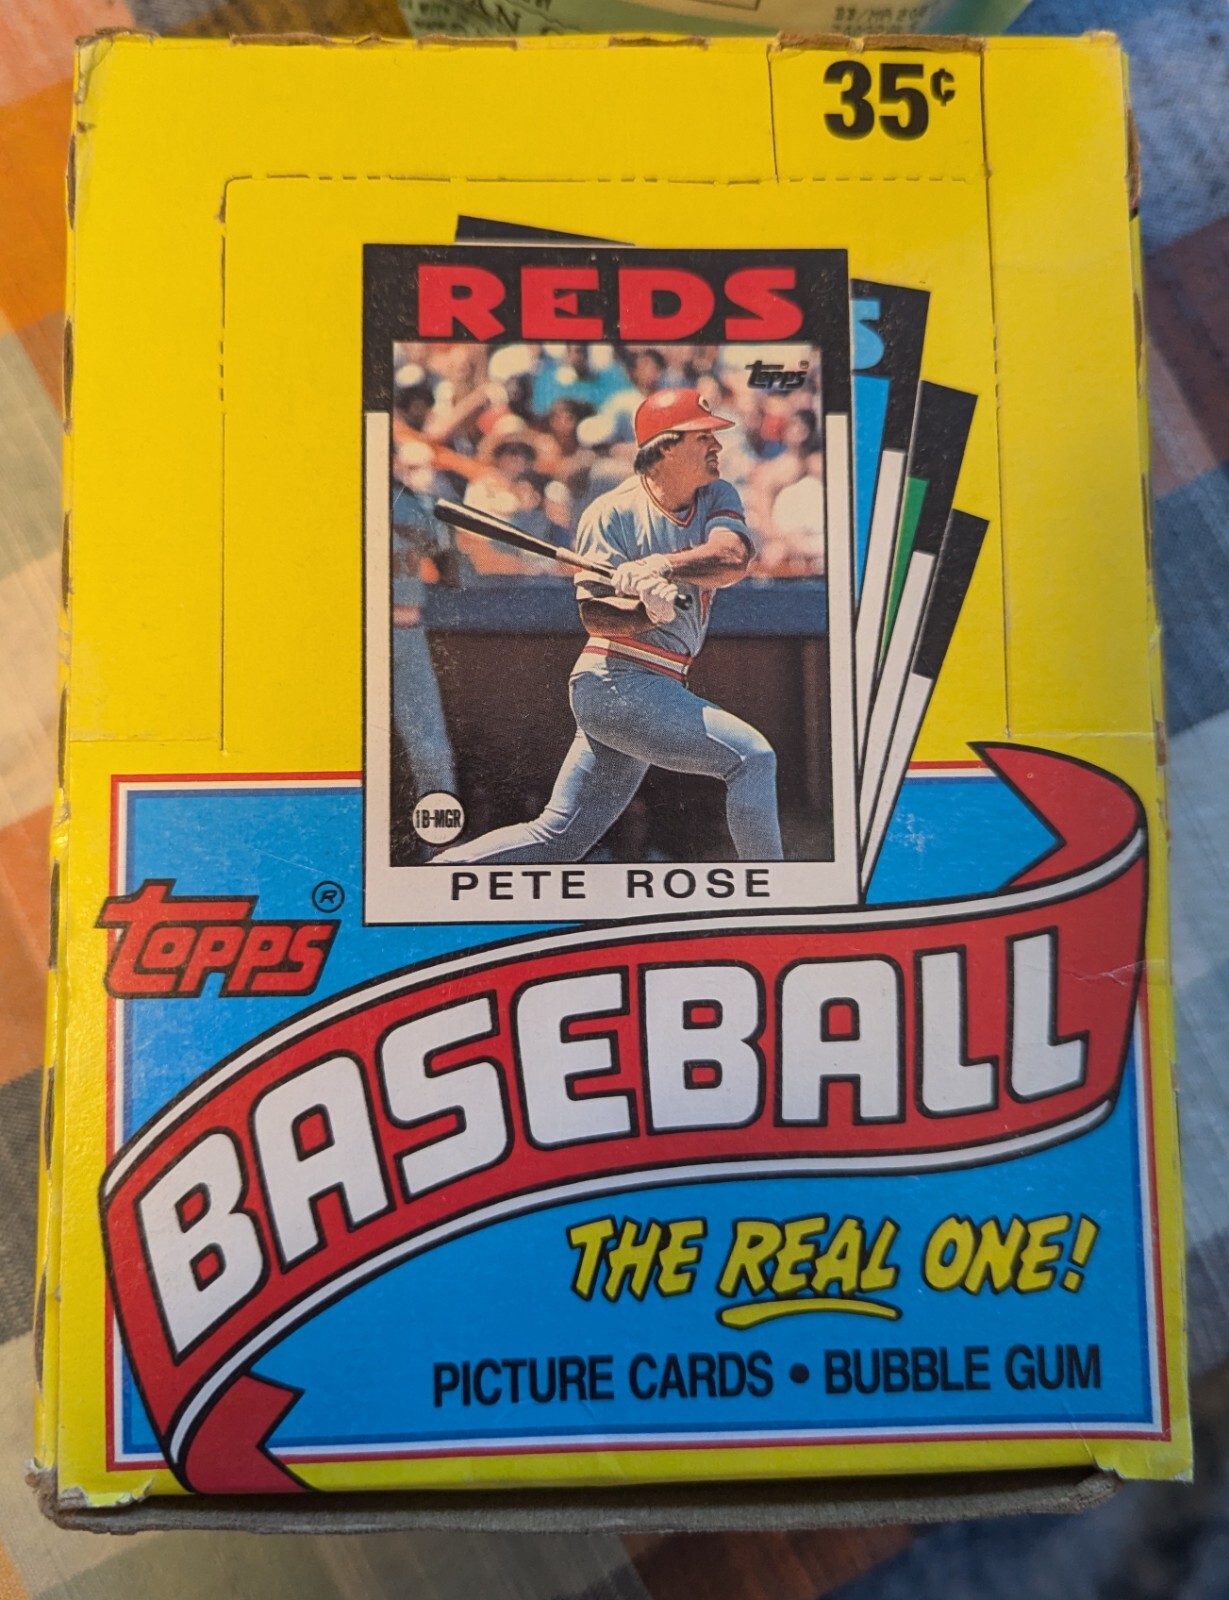 35¢
REDS
topps®
S
1B-MGR
PETE ROSE
topps®
BASEBALL
THE REAL ONE!
PICTURE CARDS • BUBBLE GUM